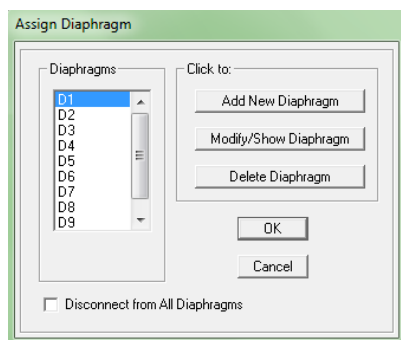 Assign Diaphragm
Diaphragms
D1
D2
D3
D4
D5
D6
D7
D8
D9
Click to:
Add New Diaphragm
Modify/Show Diaphragm
Delete Diaphragm
OK
Cancel
Disconnect from All Diaphragms